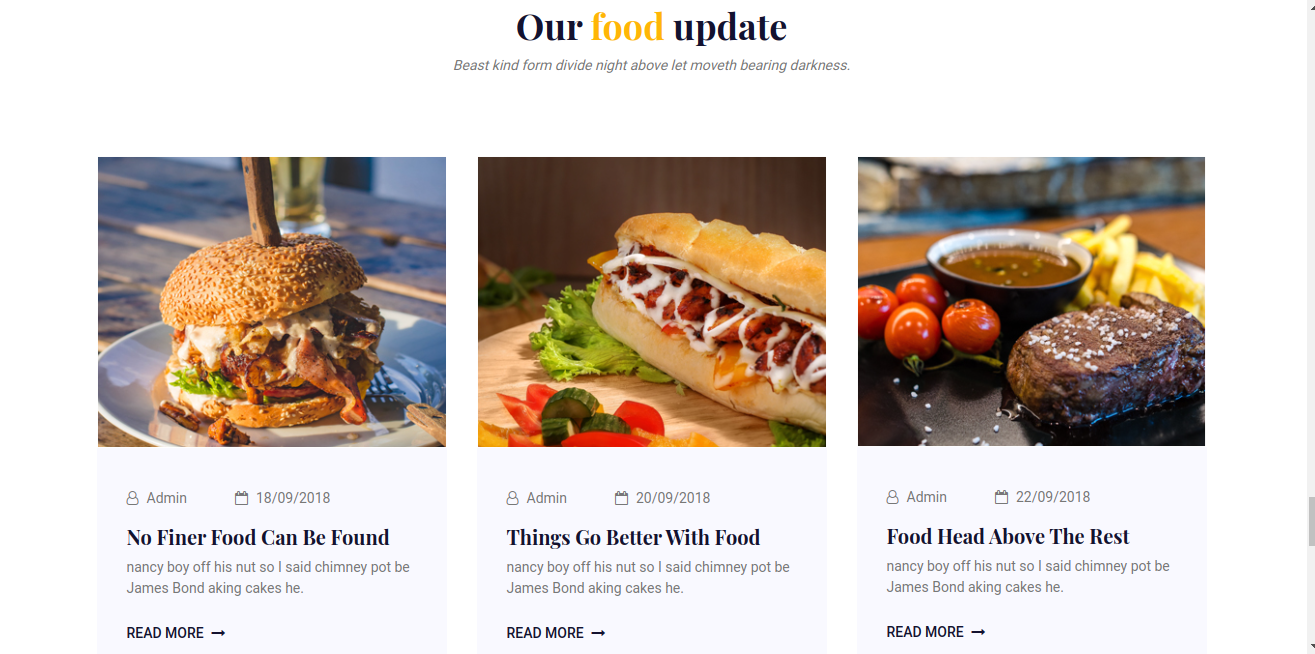 Our food update
Beast kind form divide night above let moveth bearing darkness.
Admin 18/09/2018
No Finer Food Can Be Found
nancy boy off his nut so I said chimney pot be
James Bond aking cakes he.
READ MORE
Admin 20/09/2018
Things Go Better With Food
nancy boy off his nut so I said chimney pot be
James Bond aking cakes he.
READ MORE
Admin 22/09/2018
Food Head Above The Rest
nancy boy off his nut so I said chimney pot be
James Bond aking cakes he.
READ MORE